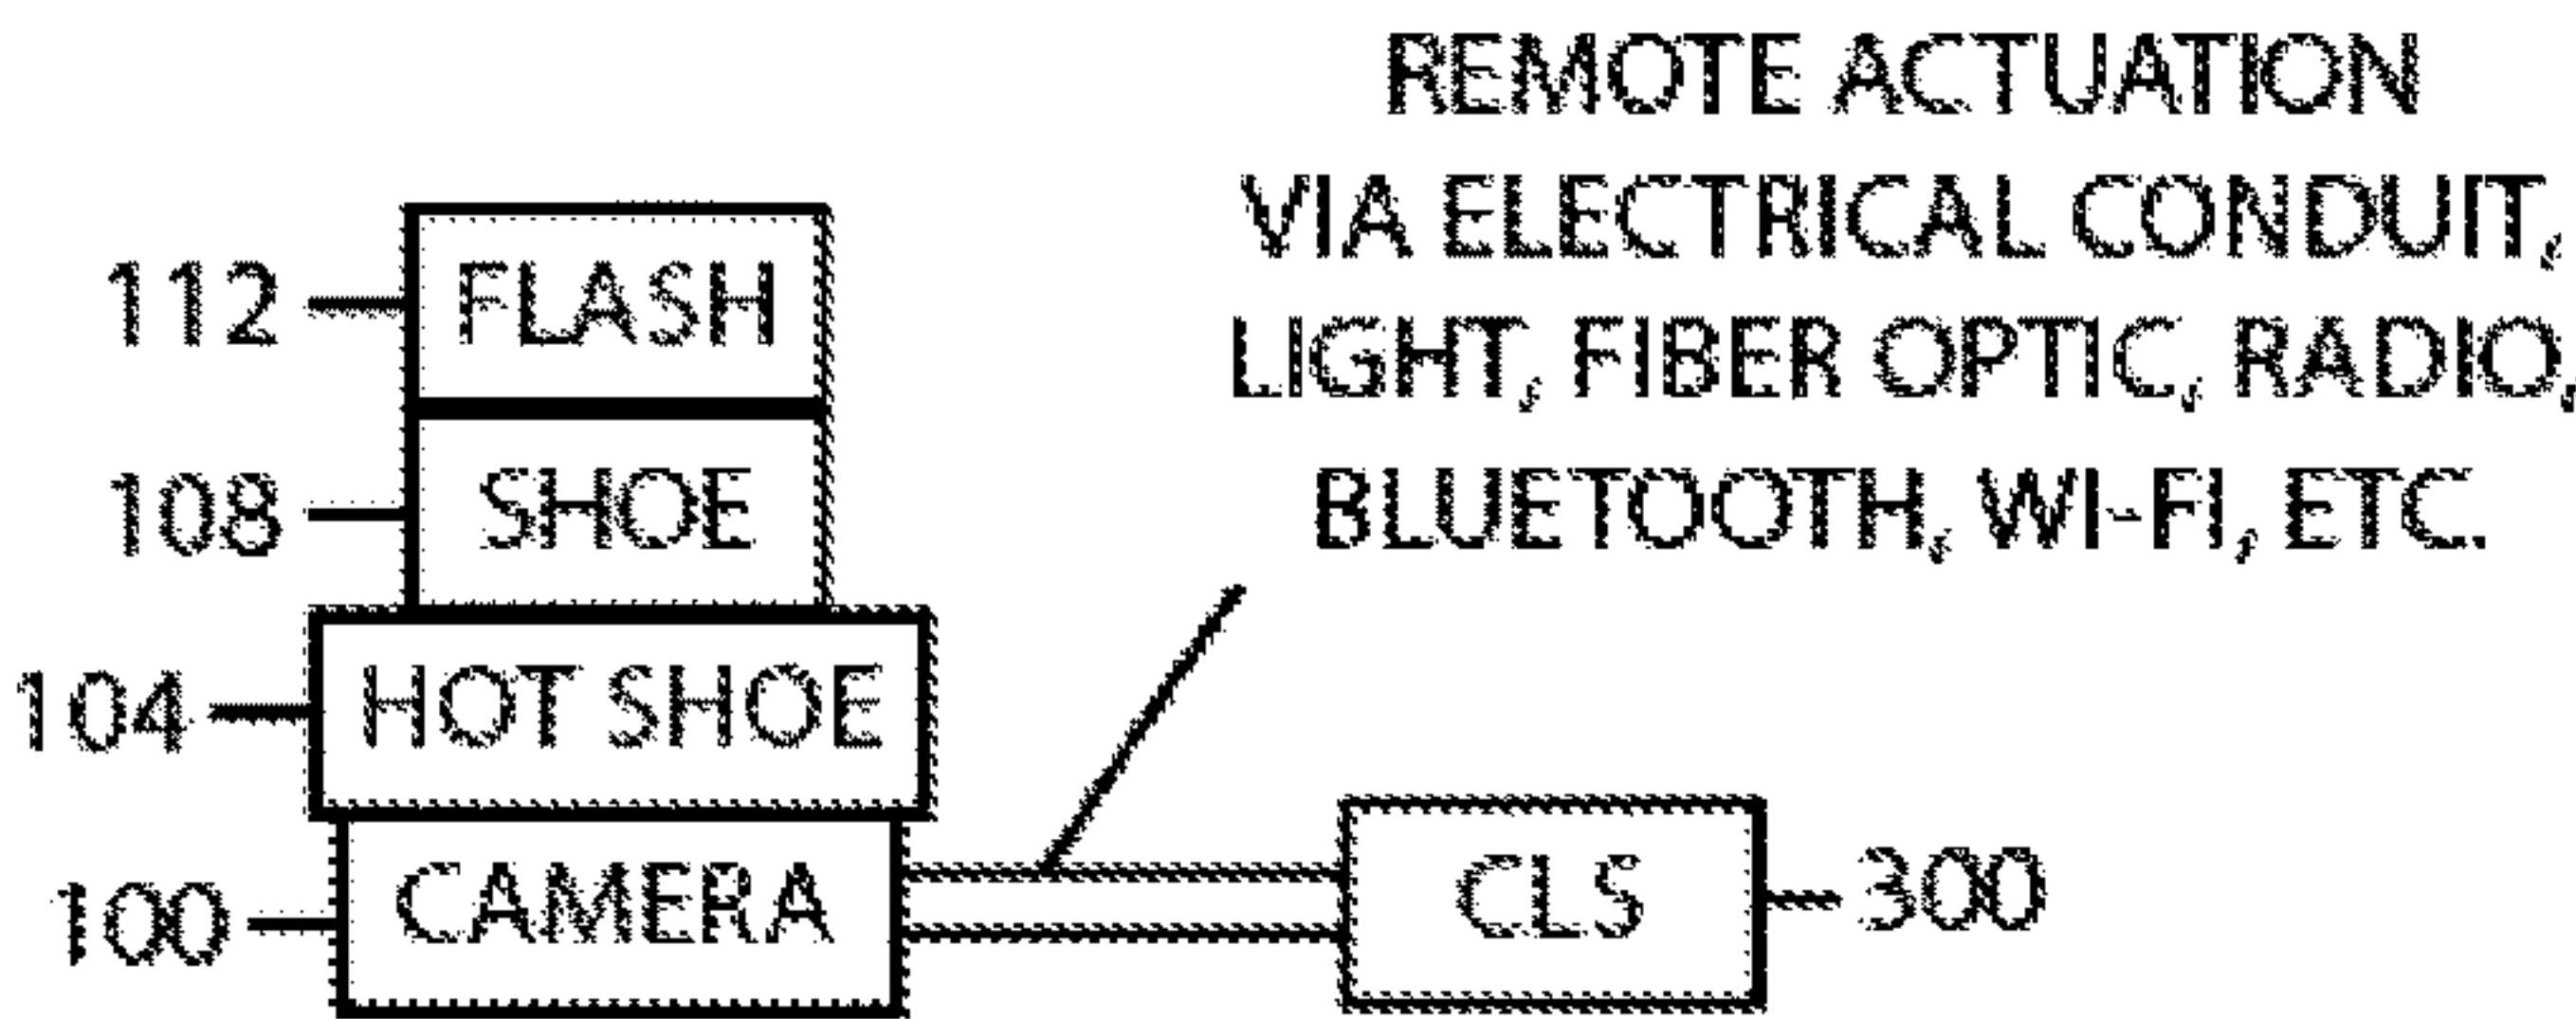 REMOTE ACTUATION
VIA ELECTRICAL CONDUIT,
LIGHT, FIBER OPTIC, RADIO,
BLUETOOTH, WI-FI, ETC.
112 FLASH
108 SHOE
104 HOT SHOE
100 CAMERA
CLS 300